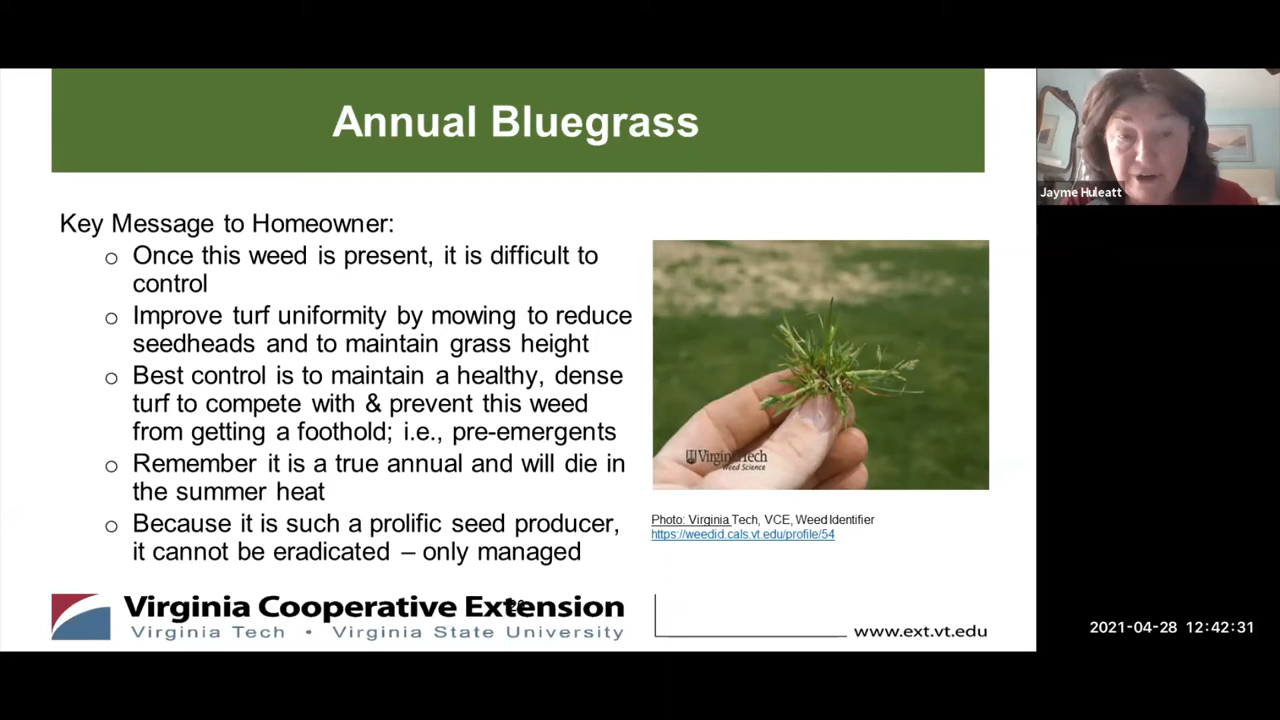 Annual Bluegrass
Jayme Huleatt
Key Message to Homeowner:
o Once this weed is present, it is difficult to
control
o Improve turf uniformity by mowing to reduce
seedheads and to maintain grass height
o Best control is to maintain a healthy, dense
turf to compete with & prevent this weed
from getting a foothold; i.e., pre-emergents
o Remember it is a true annual and will die in
the summer heat
o Because it is such a prolific seed producer,
it cannot be eradicated – only managed
VirginiaTech
Weed Science
Photo: Virginia Tech, VCE, Weed Identifier
https://weedid.cals.vt.edu/profile/54
Virginia Cooperative Extension
Virginia Tech • Virginia State University
www.ext.vt.edu
2021-04-28 12:42:31